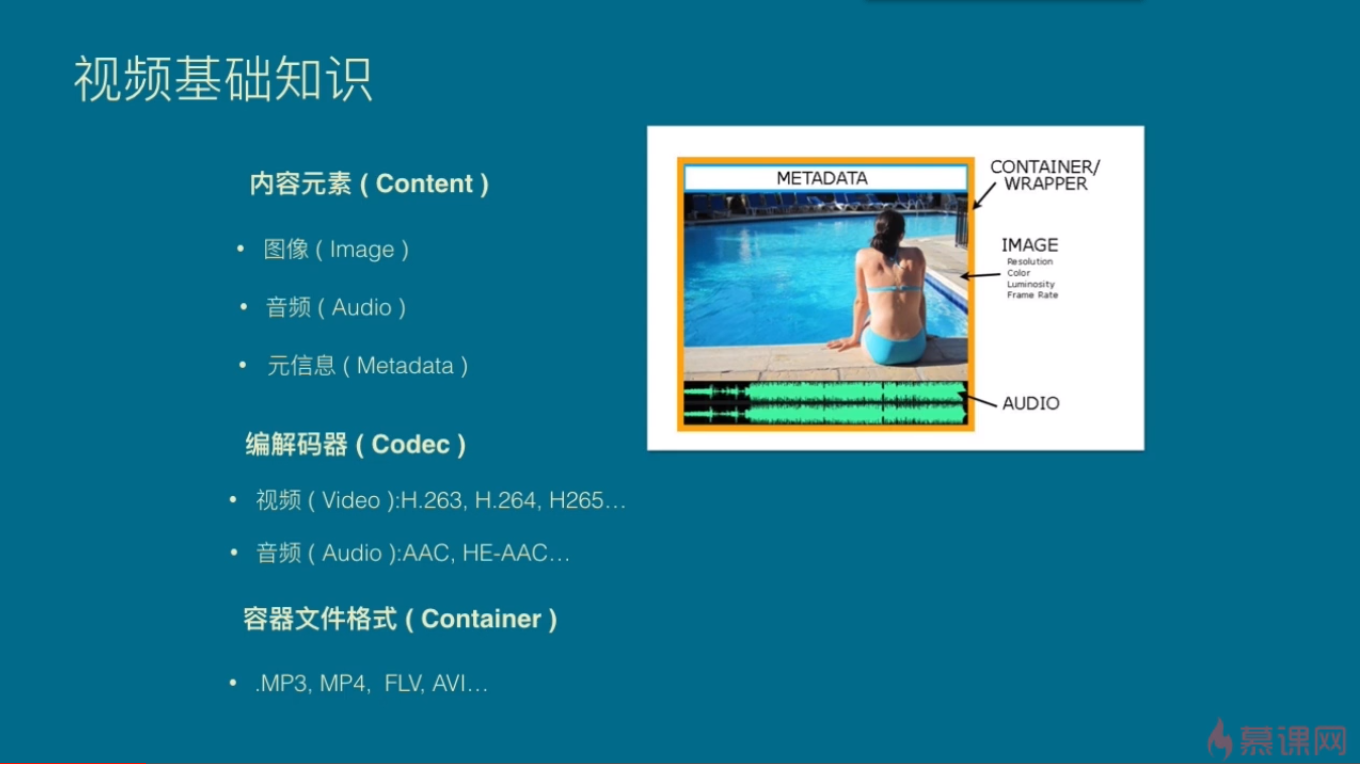 视频基础知识
内容元素 ( Content )
• 图像 ( Image )
• 音频 ( Audio )
• 元信息 ( Metadata )
编解码器 ( Codec )
• 视频 ( Video ):H.263, H.264, H265…
• 音频 ( Audio ):AAC, HE-AAC…
容器文件格式 ( Container )
• .MP3, MP4, FLV, AVI…
METADATA
CONTAINER/
WRAPPER
IMAGE
Resolution
Color
Luminosity
Frame Rate
AUDIO
慕课网